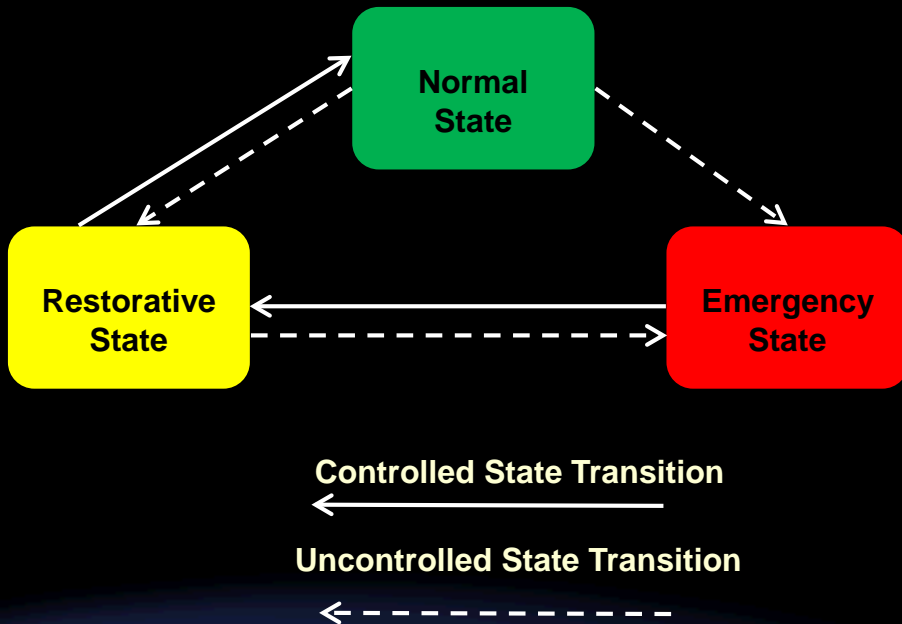 Normal
State
Restorative
State
Emergency
State
Controlled State Transition
Uncontrolled State Transition